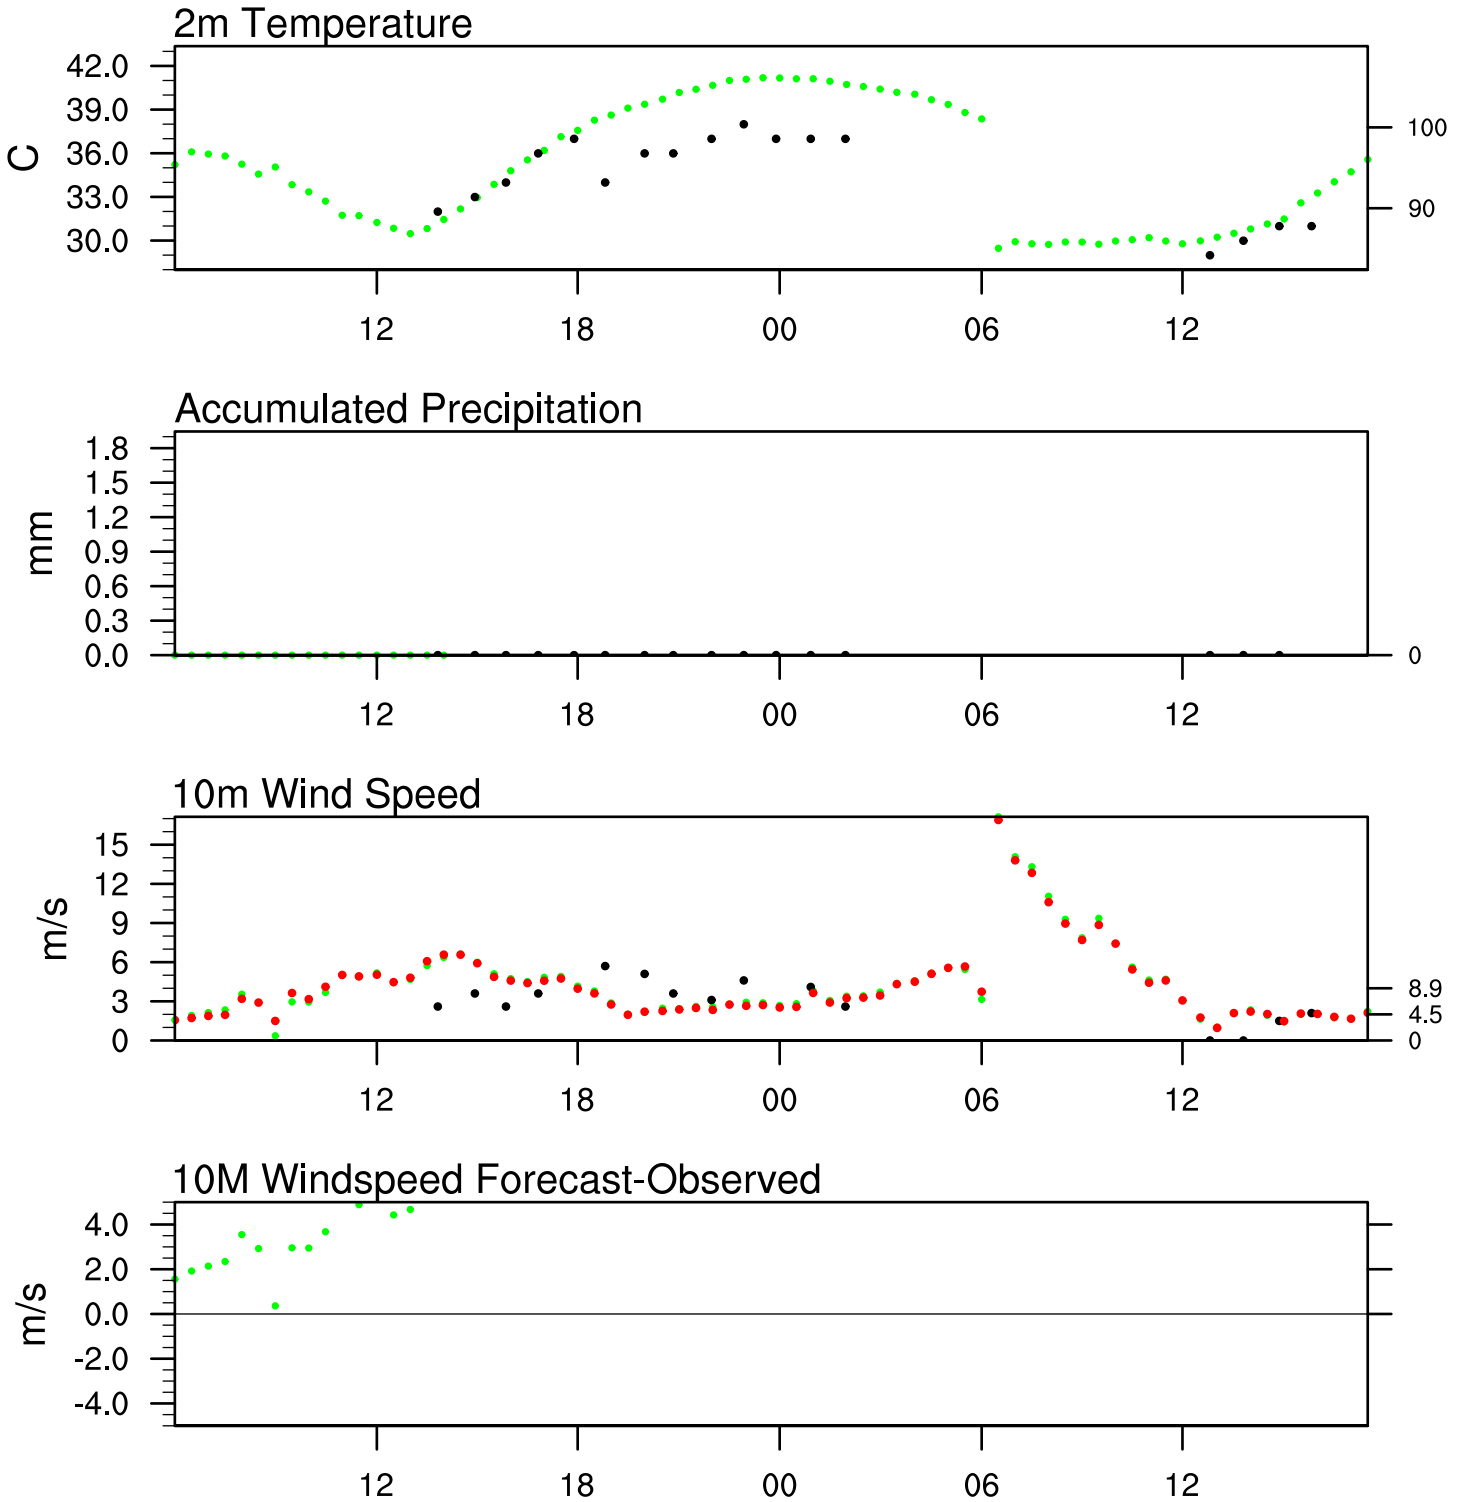 2m Temperature
42.0
39.0
36.0
33.0
30.0
C
100
90
12 18 00 06 12
Accumulated Precipitation
1.8
1.5
1.2
0.9
0.6
0.3
0.0
mm
0
12 18 00 06 12
10m Wind Speed
15
12
9
6
3
0
m/s
8.9
4.5
0
12 18 00 06 12
10M Windspeed Forecast-Observed
4.0
2.0
0.0
-2.0
-4.0
m/s
12 18 00 06 12